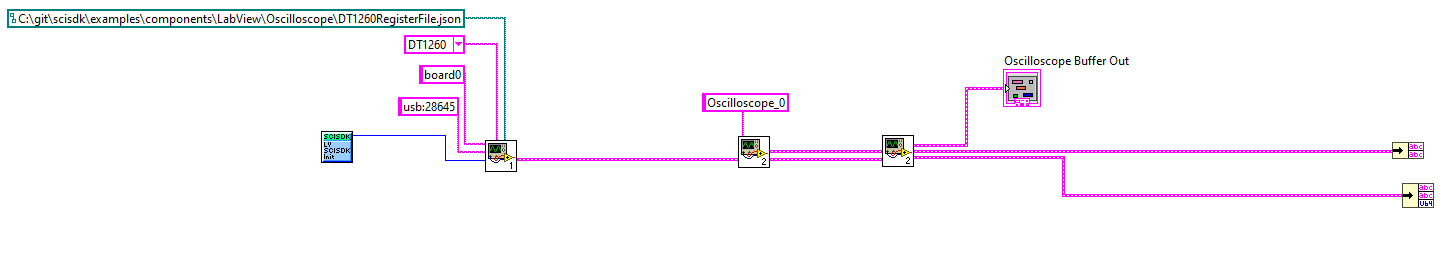 C:\git\scisdk\examples\components\LabView\Oscilloscope\DT1260RegisterFile.json
DT1260
Oscilloscope Buffer Out
board0
usb:28645
Oscilloscope_0
SCISDK
LV
SCISDK
Init
1
2
2
abc
abc
abc
abc
U64